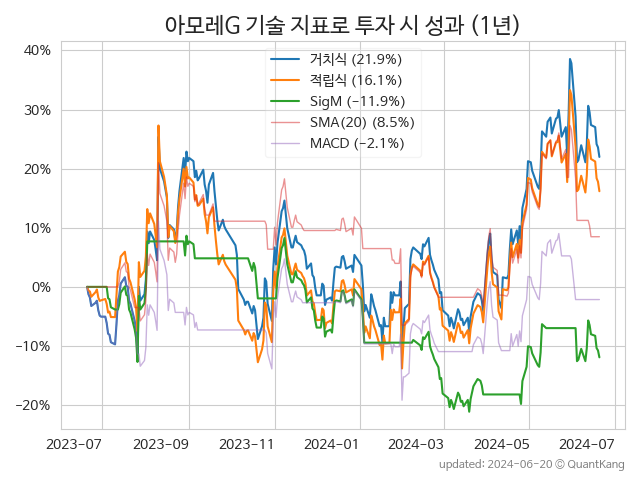 아모레G 기술 지표로 투자 시 성과 (1년)
거치식 (21.9%)
적립식 (16.1%)
SigM (−11.9%)
SMA(20) (8.5%)
MACD (−2.1%)
40%
30%
20%
10%
0%
−10%
−20%
2023-07 2023-09 2023-11 2024-01 2024-03 2024-05 2024-07
updated: 2024-06-20 © QuantKang